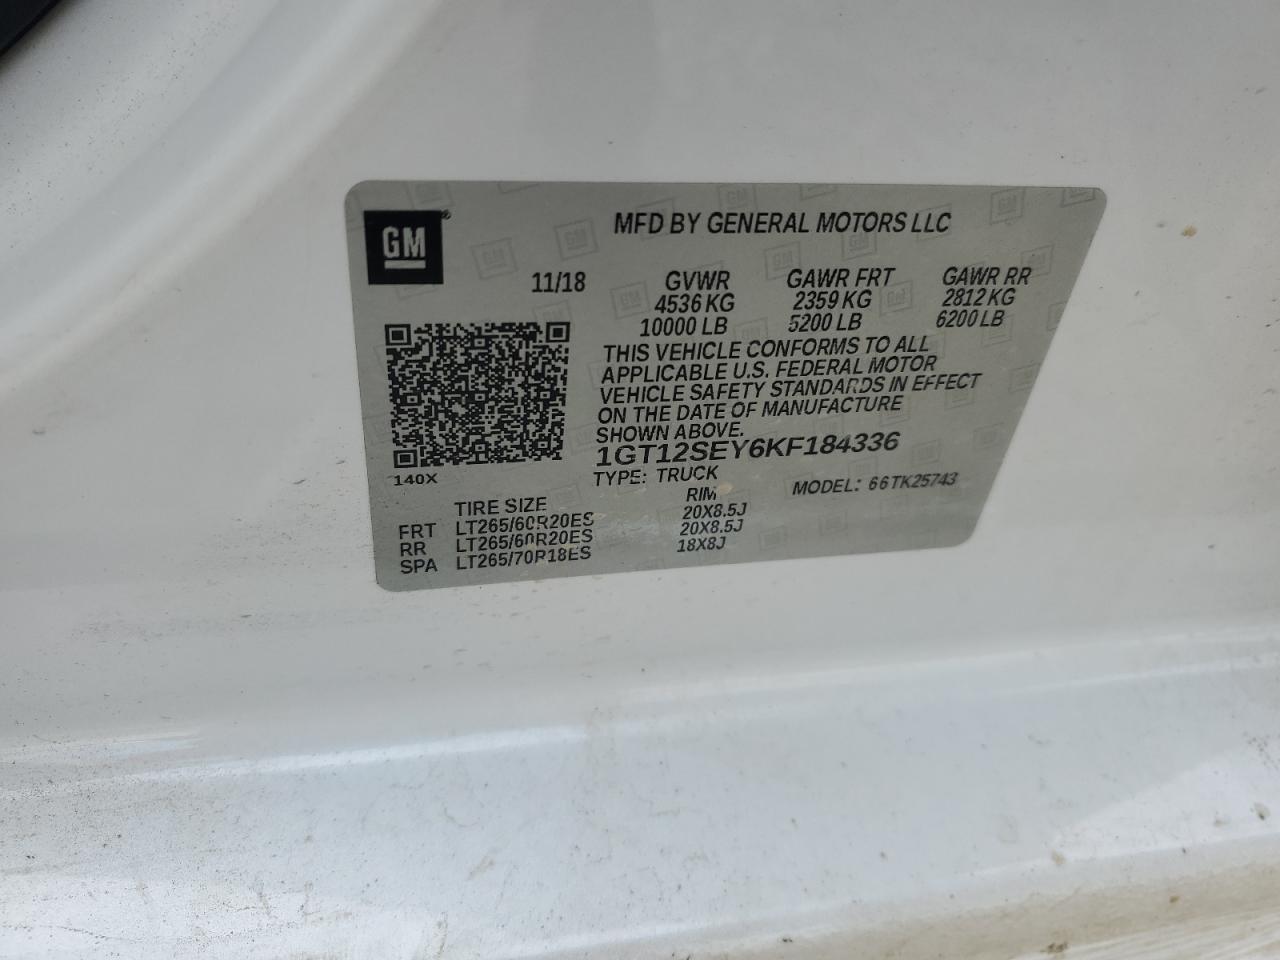 GM
MFD BY GENERAL MOTORS LLC
11/18 GVWR GAWR FRT GAWR RR
4536 KG 2359 KG 2812 KG
10000 LB 5200 LB 6200 LB
THIS VEHICLE CONFORMS TO ALL
APPLICABLE U.S. FEDERAL MOTOR
VEHICLE SAFETY STANDARDS IN EFFECT
ON THE DATE OF MANUFACTURE
SHOWN ABOVE.
1GT12SEY6KF184336
140X
TYPE: TRUCK MODEL: 66TK25743
TIRE SIZE RIM
FRT LT265/60R20ES 20X8.5J
RR LT265/60R20ES 20X8.5J
SPA LT265/70R18ES 18X8J